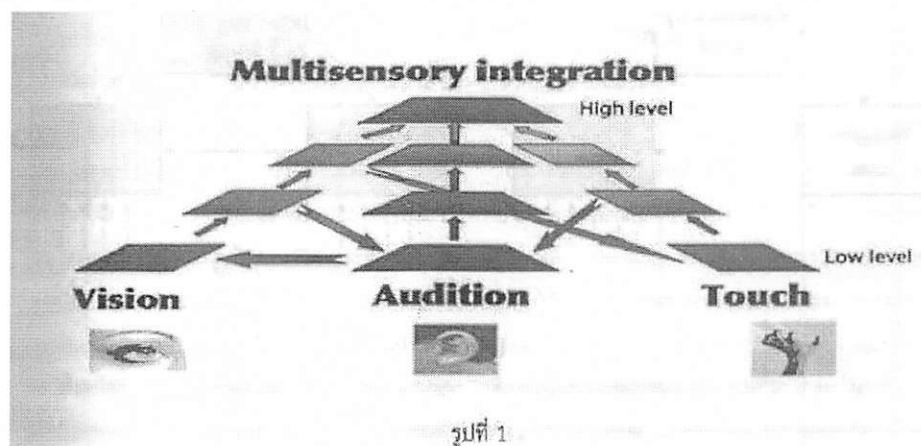 Multisensory integration
High level
Low level
Vision
Audition
Touch
รูปที่ 1